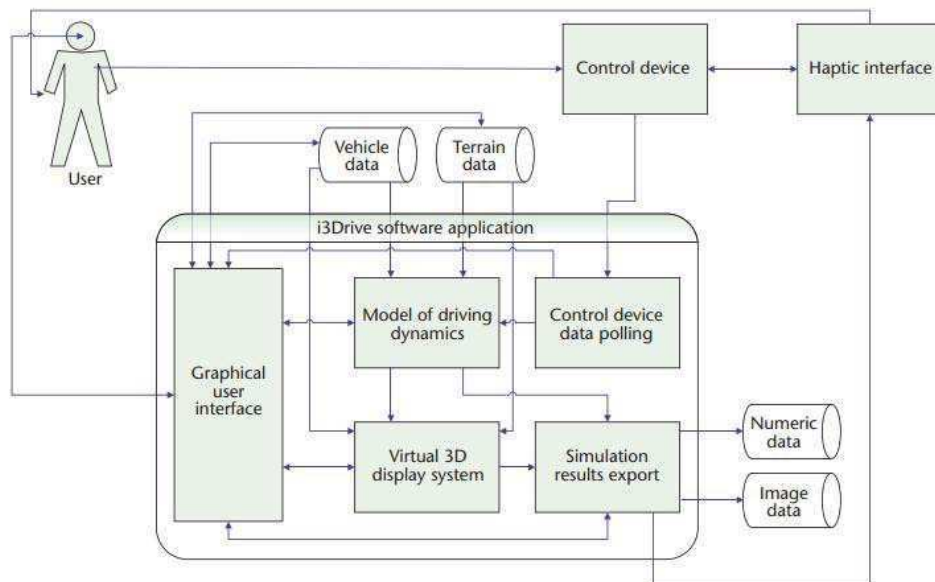 Control device
Haptic interface
Vehicle
data
Terrain
data
User
i3Drive software application
Model of driving
dynamics
Control device
data polling
Graphical
user
interface
Virtual 3D
display system
Simulation
results export
Numeric
data
Image
data